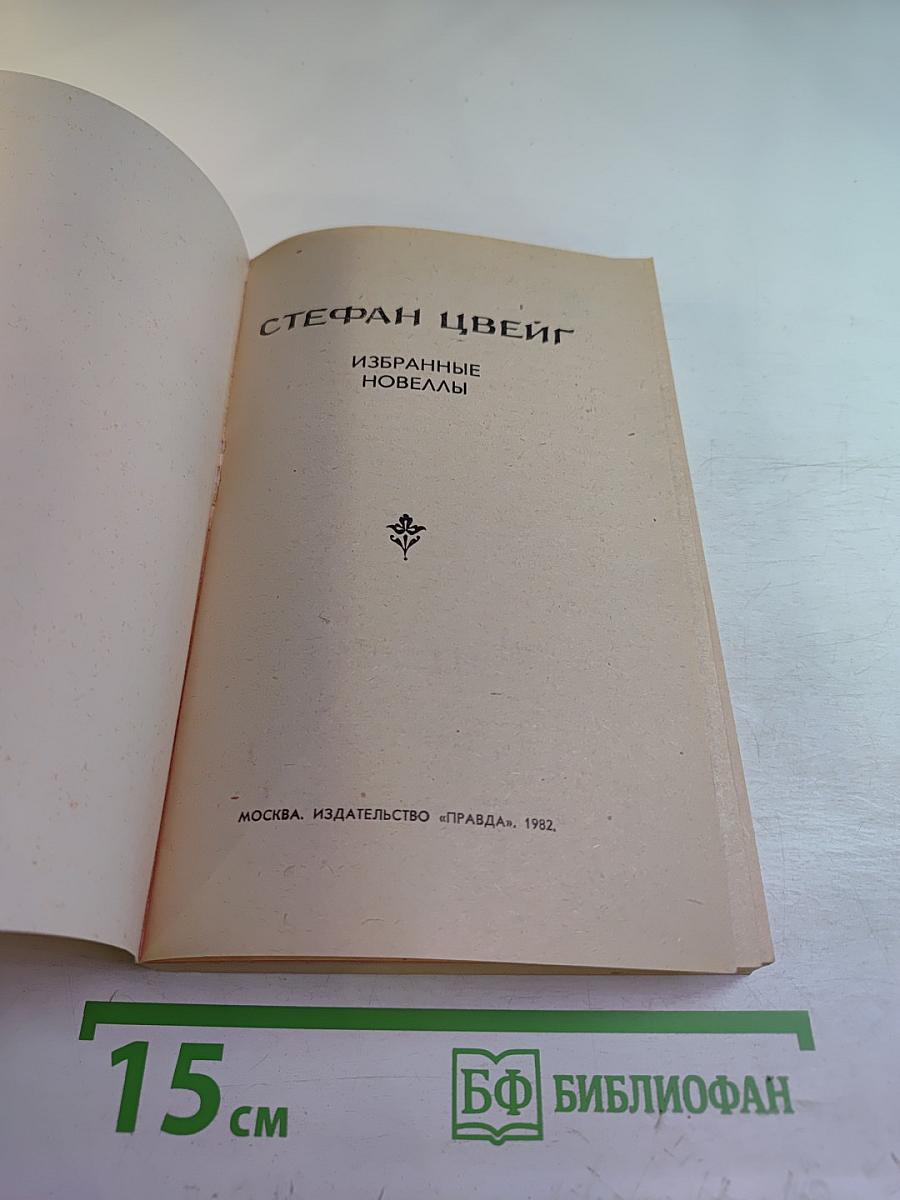 СТЕФАН ЦВЕЙГ
ИЗБРАННЫЕ
НОВЕЛЛЫ
МОСКВА. ИЗДАТЕЛЬСТВО «ПРАВДА». 1982.
15 см
БФ БИБЛИОФАН